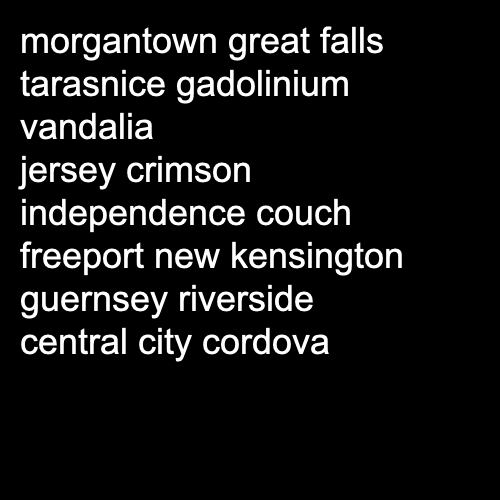 morgantown great falls
tarasnice gadolinium
vandalia
jersey crimson
independence couch
freeport new kensington
guernsey riverside
central city cordova